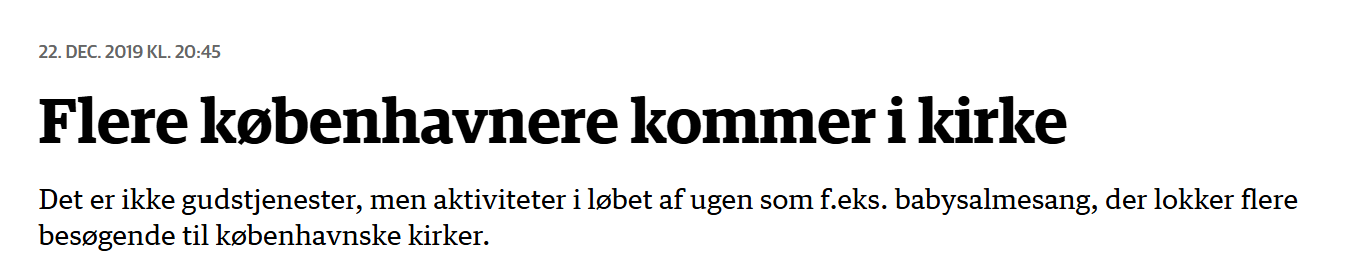 22. DEC. 2019 KL. 20:45
Flere københavnere kommer i kirke
Det er ikke gudstjenester, men aktiviteter i løbet af ugen som f.eks. babysalmesang, der lokker flere
besøgende til københavnske kirker.